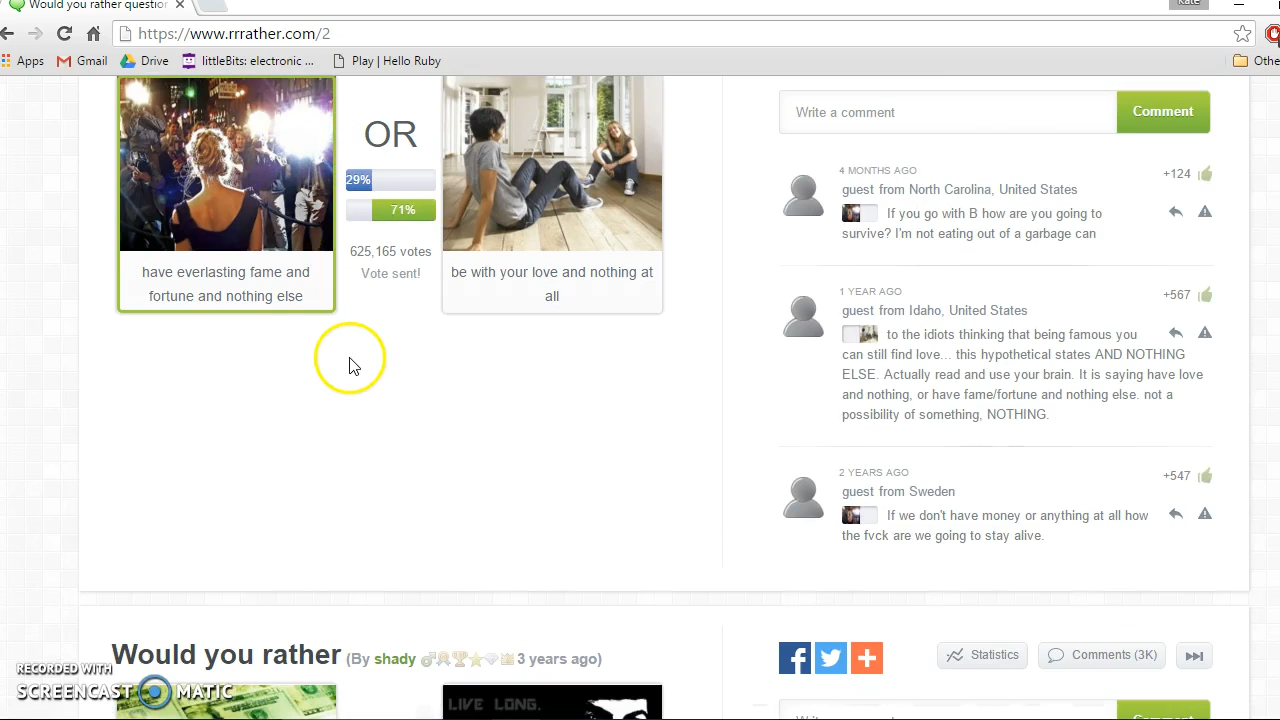 Would you rather question
Kate
https://www.rrrather.com/2
Apps Gmail Drive littleBits: electronic ... Play | Hello Ruby Othe
OR
29%
71%
625,165 votes
Vote sent!
have everlasting fame and
fortune and nothing else
be with your love and nothing at
all
Write a comment Comment
4 MONTHS AGO +124
guest from North Carolina, United States
If you go with B how are you going to
survive? I'm not eating out of a garbage can
1 YEAR AGO +567
guest from Idaho, United States
to the idiots thinking that being famous you
can still find love... this hypothetical states AND NOTHING
ELSE. Actually read and use your brain. It is saying have love
and nothing, or have fame/fortune and nothing else. not a
possibility of something, NOTHING.
2 YEARS AGO +547
guest from Sweden
If we don't have money or anything at all how
the fvck are we going to stay alive.
Would you rather (By shady 3 years ago)
Statistics Comments (3K)
LIVE LONG.
RECORDED WITH
SCREENCAST MATIC